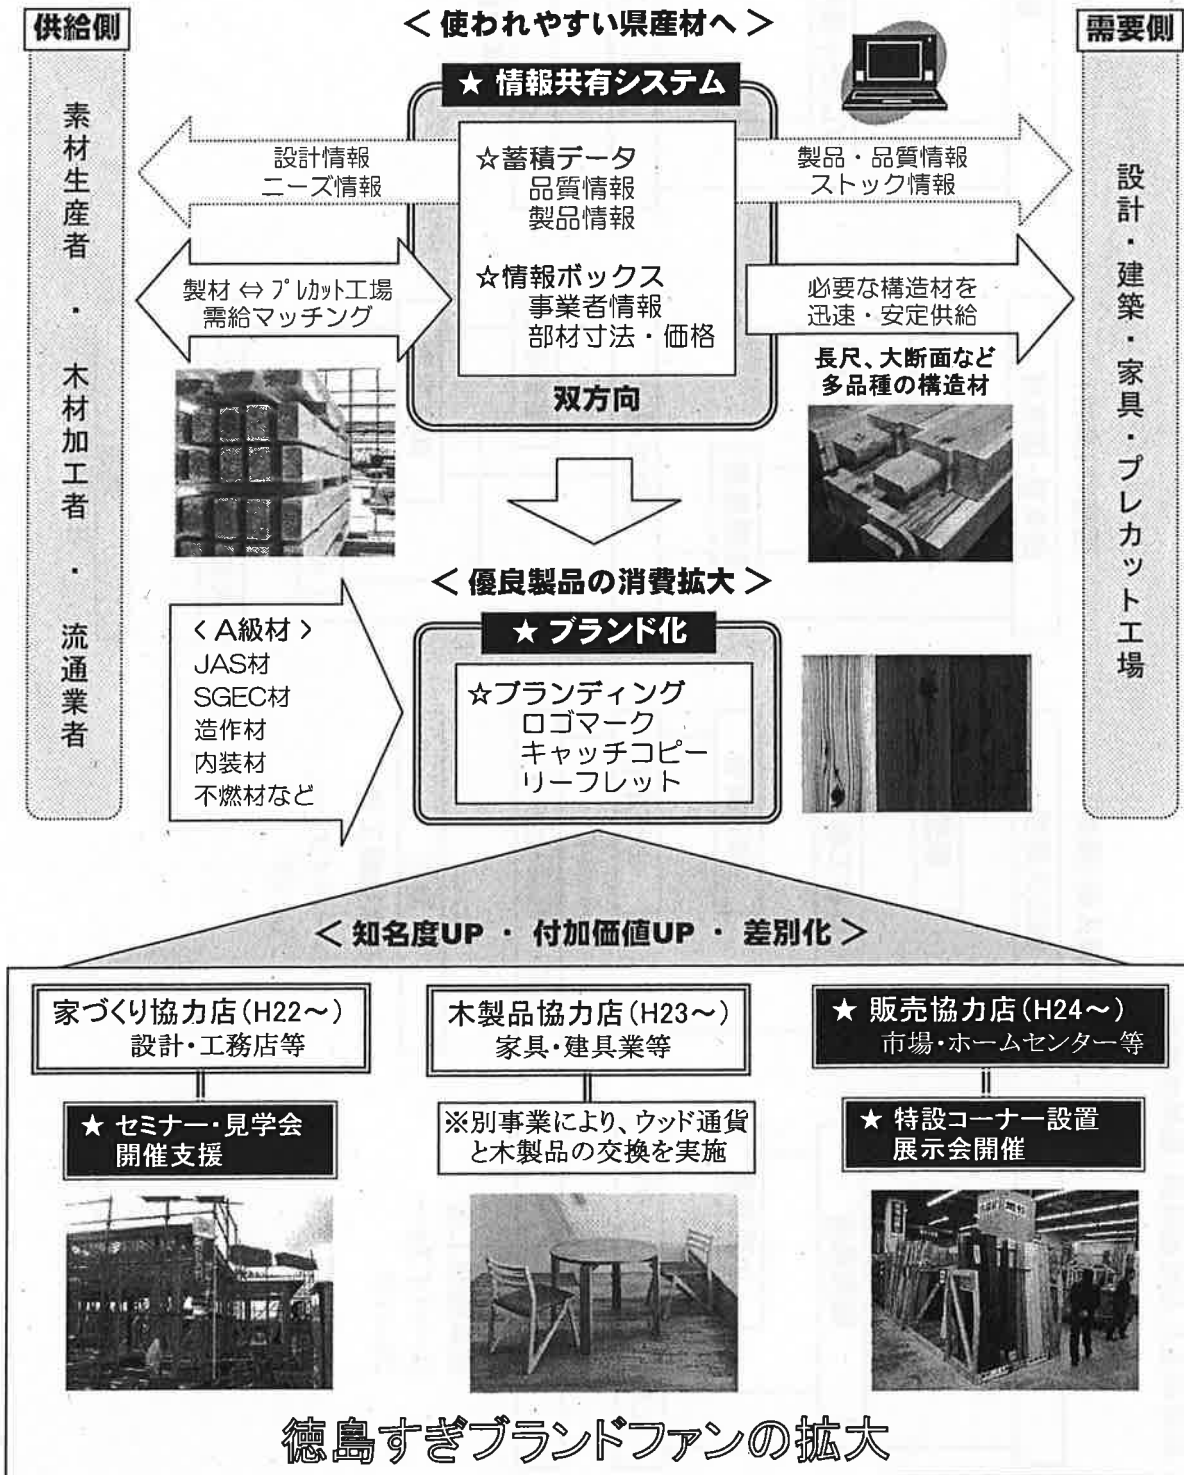 供給側
＜ 使われやすい県産材へ ＞
需要側
素材生産者 ・ 木材加工者 ・ 流通業者
★ 情報共有システム
設計情報
ニーズ情報
☆蓄積データ
品質情報
製品情報
製品・品質情報
ストック情報
設計・建築・家具・プレカット工場
製材 ⇔ プレカット工場
需給マッチング
☆情報ボックス
事業者情報
部材寸法・価格
必要な構造材を
迅速・安定供給
双方向
長尺、大断面など
多品種の構造材
＜ 優良製品の消費拡大 ＞
＜ A級材 ＞
JAS材
SGEC材
造作材
内装材
不燃材など
★ ブランド化
☆ブランディング
ロゴマーク
キャッチコピー
リーフレット
＜ 知名度UP ・ 付加価値UP ・ 差別化 ＞
家づくり協力店(H22～)
設計・工務店等
木製品協力店(H23～)
家具・建具業等
★ 販売協力店(H24～)
市場・ホームセンター等
★ セミナー・見学会
開催支援
※別事業により、ウッド通貨
と木製品の交換を実施
★ 特設コーナー設置
展示会開催
徳島すぎブランドファンの拡大